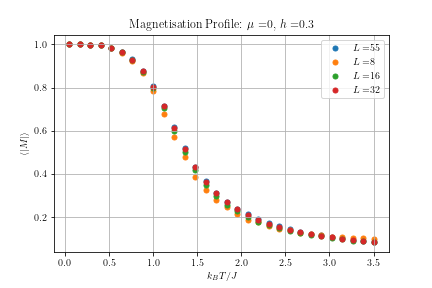 Magnetisation Profile: μ =0, h =0.3
⟨|M|⟩
1.0
0.8
0.6
0.4
0.2
L =55
L =8
L =16
L =32
0.0 0.5 1.0 1.5 2.0 2.5 3.0 3.5
k_BT/J